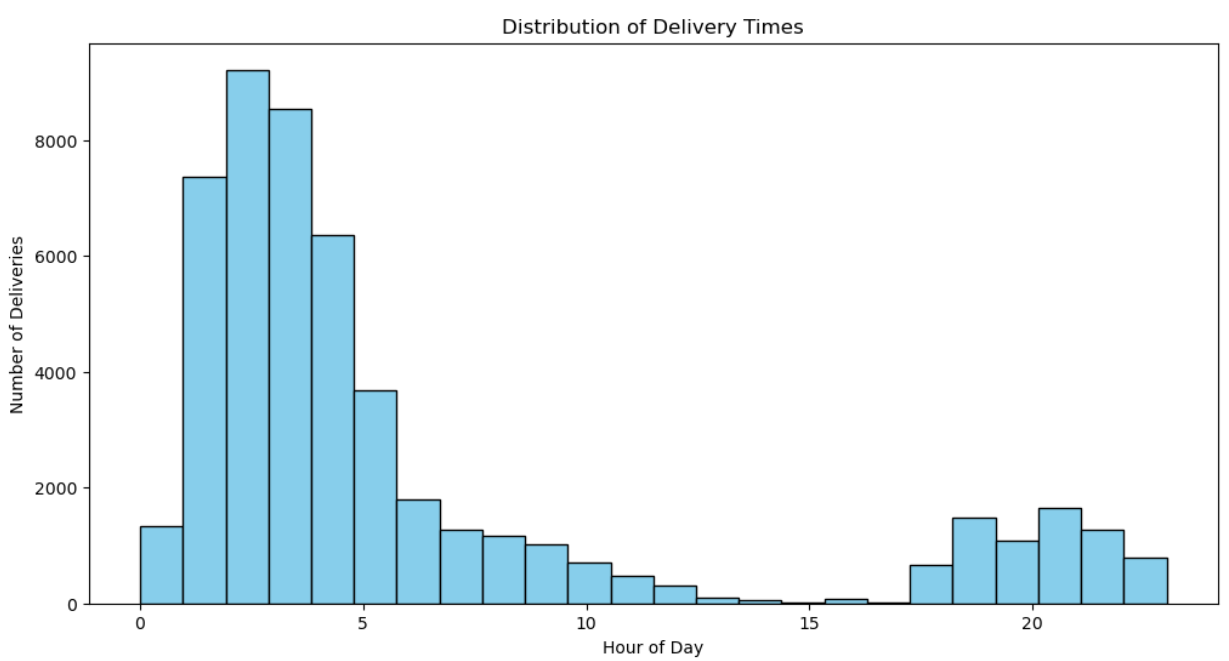 Distribution of Delivery Times
Number of Deliveries
8000
6000
4000
2000
0
0 5 10 15 20
Hour of Day